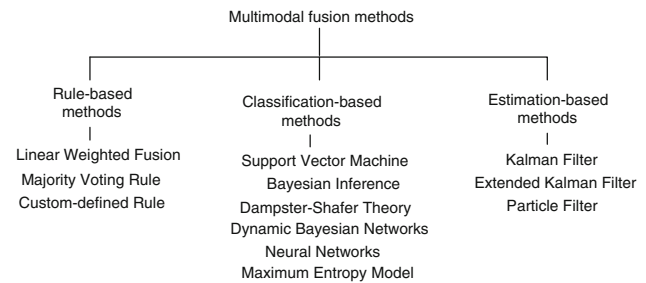 Multimodal fusion methods
Rule-based
methods
Linear Weighted Fusion
Majority Voting Rule
Custom-defined Rule
Classification-based
methods
Support Vector Machine
Bayesian Inference
Dampster-Shafer Theory
Dynamic Bayesian Networks
Neural Networks
Maximum Entropy Model
Estimation-based
methods
Kalman Filter
Extended Kalman Filter
Particle Filter